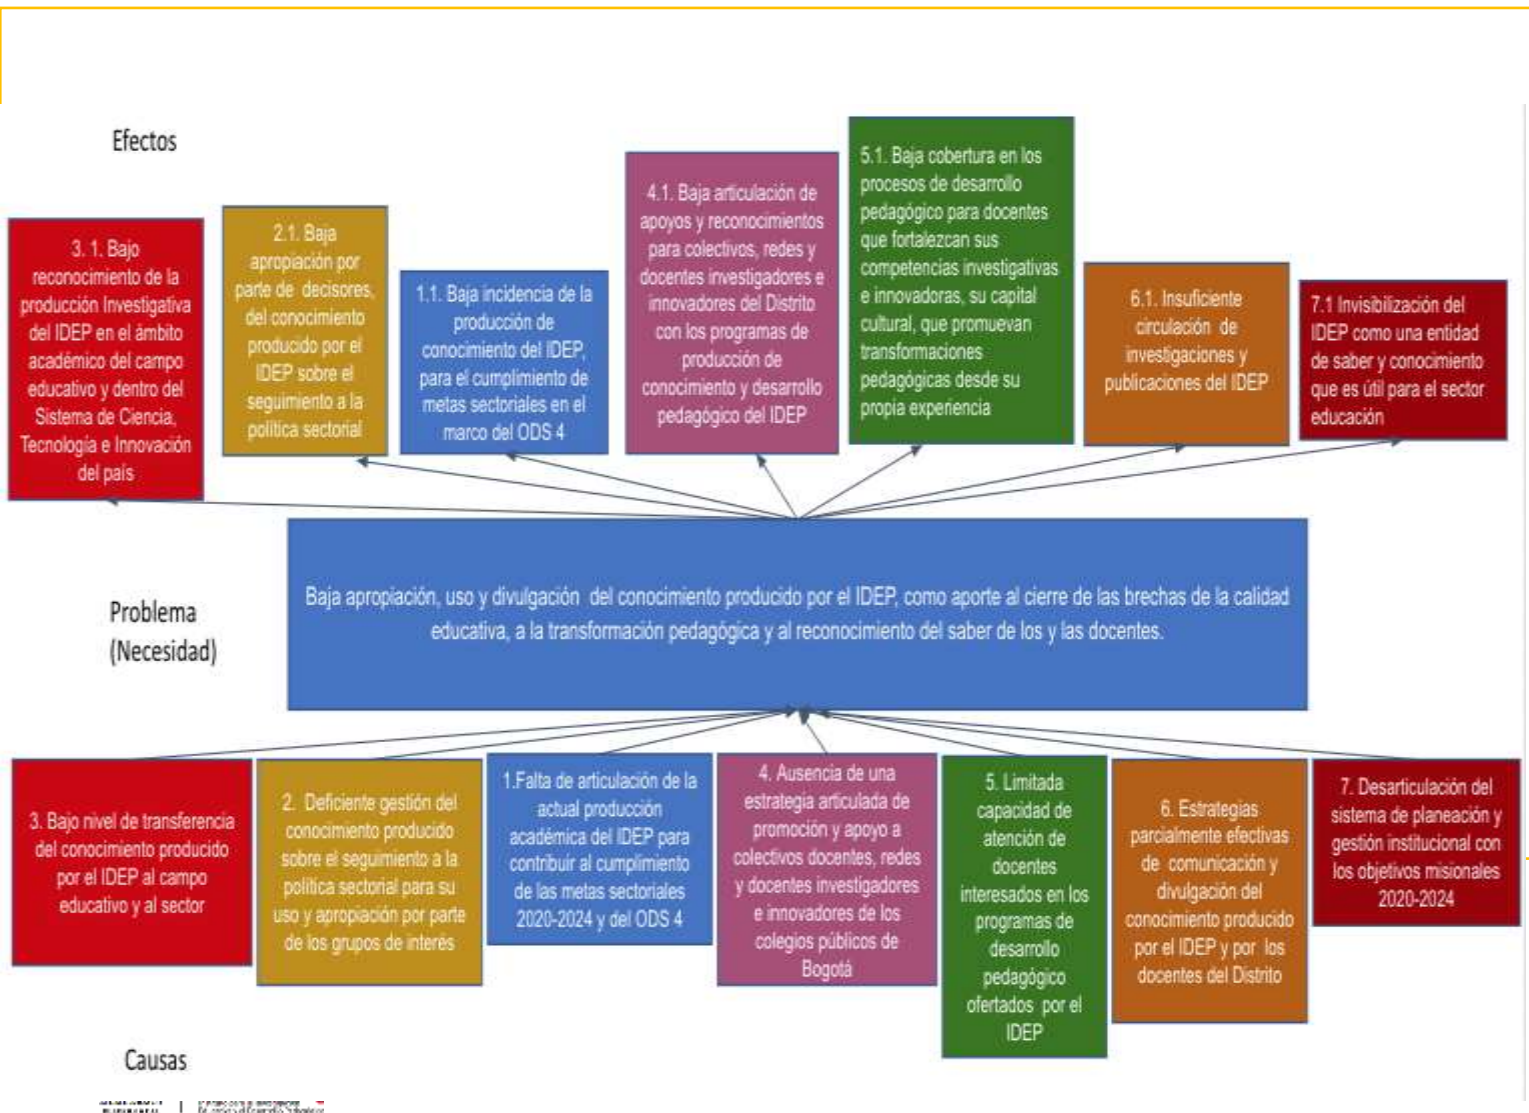 Efectos
3. 1. Bajo
reconocimiento de la
producción Investigativa
del IDEP en el ámbito
académico del campo
educativo y dentro del
Sistema de Ciencia,
Tecnología e Innovación
del país
2.1. Baja
apropiación por
parte de decisores,
del conocimiento
producido por el
IDEP sobre el
seguimiento a la
política sectorial
1.1. Baja incidencia de la
producción de
conocimiento del IDEP,
para el cumplimiento de
metas sectoriales en el
marco del ODS 4
4.1. Baja articulación de
apoyos y reconocimientos
para colectivos, redes y
docentes investigadores e
innovadores del Distrito
con los programas de
producción de
conocimiento y desarrollo
pedagógico del IDEP
5.1. Baja cobertura en los
procesos de desarrollo
pedagógico para docentes
que fortalezcan sus
competencias investigativas
e innovadoras, su capital
cultural, que promuevan
transformaciones
pedagógicas desde su
propia experiencia
6.1. Insuficiente
circulación de
investigaciones y
publicaciones del IDEP
7.1 Invisibilización del
IDEP como una entidad
de saber y conocimiento
que es útil para el sector
educación
Problema
(Necesidad)
Baja apropiación, uso y divulgación del conocimiento producido por el IDEP, como aporte al cierre de las brechas de la calidad
educativa, a la transformación pedagógica y al reconocimiento del saber de los y las docentes.
3. Bajo nivel de transferencia
del conocimiento producido
por el IDEP al campo
educativo y al sector
2. Deficiente gestión del
conocimiento producido
sobre el seguimiento a la
política sectorial para su
uso y apropiación por parte
de los grupos de interés
1.Falta de articulación de la
actual producción
académica del IDEP para
contribuir al cumplimiento
de las metas sectoriales
2020-2024 y del ODS 4
4. Ausencia de una
estrategia articulada de
promoción y apoyo a
colectivos docentes, redes
y docentes investigadores
e innovadores de los
colegios públicos de
Bogotá
5. Limitada
capacidad de
atención de
docentes
interesados en los
programas de
desarrollo
pedagógico
ofertados por el
IDEP
6. Estrategias
parcialmente efectivas
de comunicación y
divulgación del
conocimiento producido
por el IDEP y por los
docentes del Distrito
7. Desarticulación del
sistema de planeación y
gestión institucional con
los objetivos misionales
2020-2024
Causas